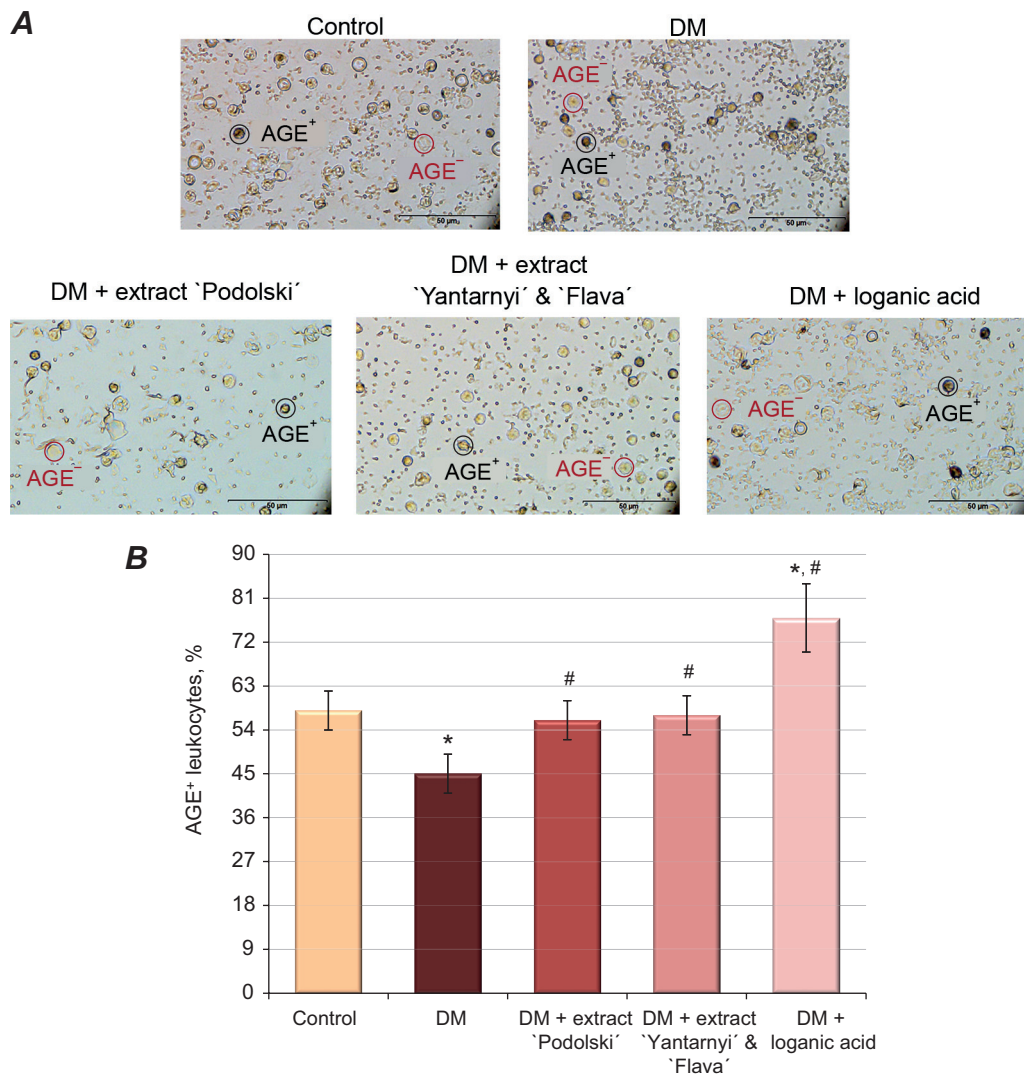 A
Control
DM
AGE⁺
AGE⁻
50 µm
AGE⁻
AGE⁺
50 µm
DM + extract `Podolski´
DM + extract
`Yantarnyi´ & `Flava´
DM + loganic acid
AGE⁺
AGE⁻
50 µm
AGE⁺
AGE⁻
50 µm
AGE⁻
AGE⁺
50 µm
B
AGE⁺ leukocytes, %
90
81
72
63
54
45
36
27
18
9
0
*
#
#
*, #
Control
DM
DM + extract
`Podolski´
DM + extract
`Yantarnyi´ &
`Flava´
DM +
loganic acid